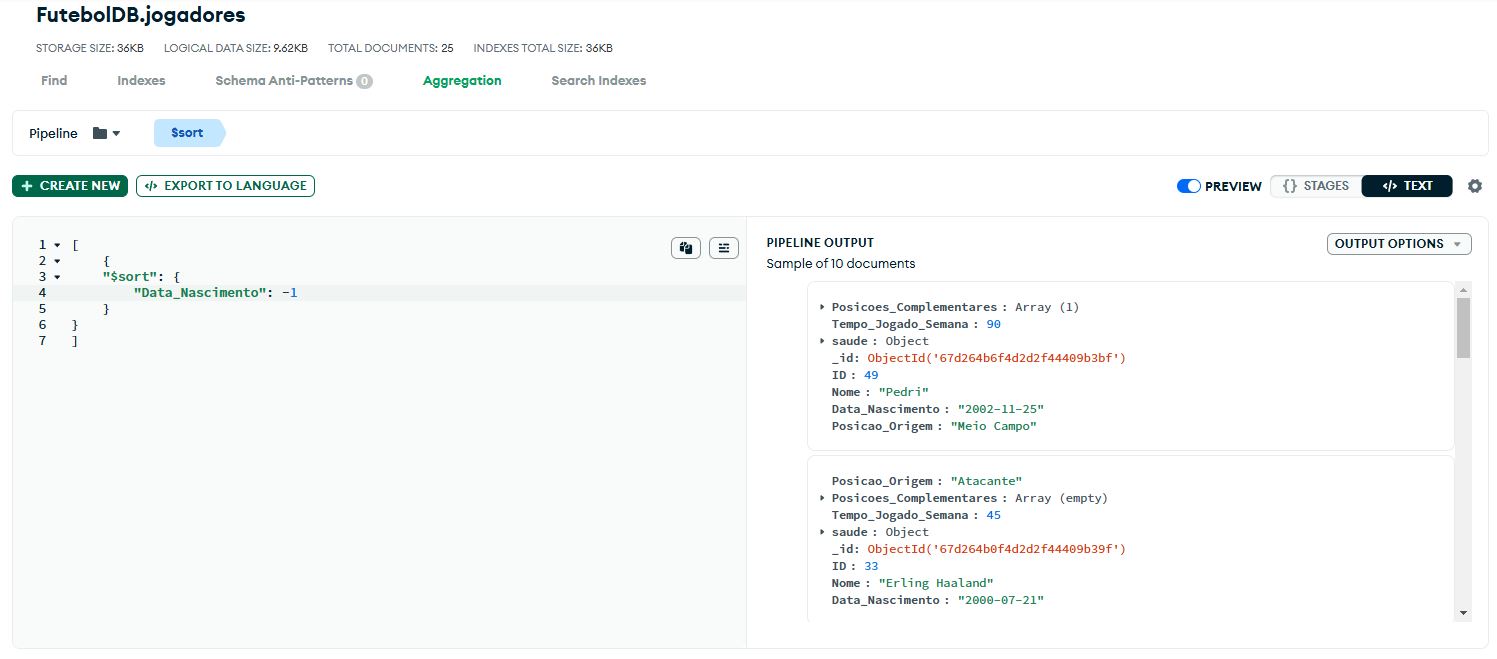 FutebolDB.jogadores
STORAGE SIZE: 36KB LOGICAL DATA SIZE: 9.62KB TOTAL DOCUMENTS: 25 INDEXES TOTAL SIZE: 36KB
Find Indexes Schema Anti-Patterns 0 Aggregation Search Indexes
Pipeline $sort
+ CREATE NEW </> EXPORT TO LANGUAGE PREVIEW {} STAGES </> TEXT
1 [
2 {
3 "$sort": {
4 "Data_Nascimento": -1
5 }
6 }
7 ]
PIPELINE OUTPUT
OUTPUT OPTIONS
Sample of 10 documents
Posicoes_Complementares : Array (1)
Tempo_Jogado_Semana : 90
saude : Object
_id: ObjectId('67d264b6f4d2d2f44409b3bf')
ID : 49
Nome : "Pedri"
Data_Nascimento : "2002-11-25"
Posicao_Origem : "Meio Campo"
Posicao_Origem : "Atacante"
Posicoes_Complementares : Array (empty)
Tempo_Jogado_Semana : 45
saude : Object
_id: ObjectId('67d264b0f4d2d2f44409b39f')
ID : 33
Nome : "Erling Haaland"
Data_Nascimento : "2000-07-21"